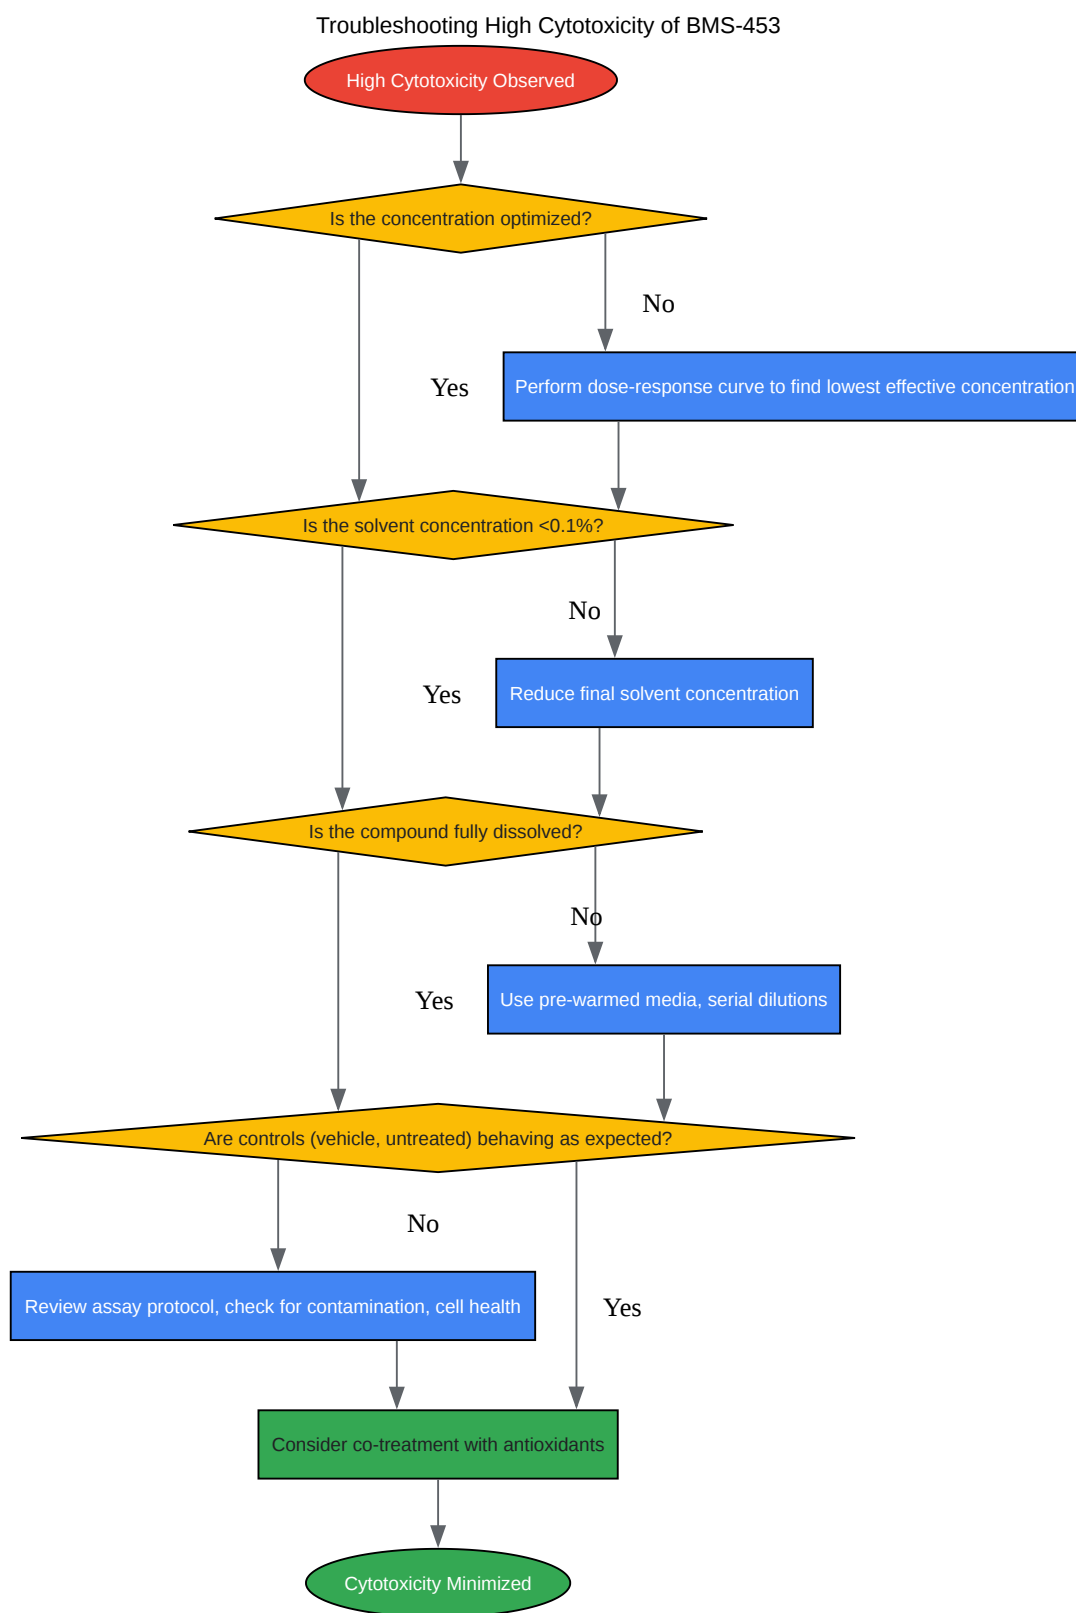 Troubleshooting High Cytotoxicity of BMS-453
High Cytotoxicity Observed
Is the concentration optimized?
No
Yes
Perform dose-response curve to find lowest effective concentration
Is the solvent concentration <0.1%?
No
Yes
Reduce final solvent concentration
Is the compound fully dissolved?
No
Yes
Use pre-warmed media, serial dilutions
Are controls (vehicle, untreated) behaving as expected?
No
Review assay protocol, check for contamination, cell health
Yes
Consider co-treatment with antioxidants
Cytotoxicity Minimized